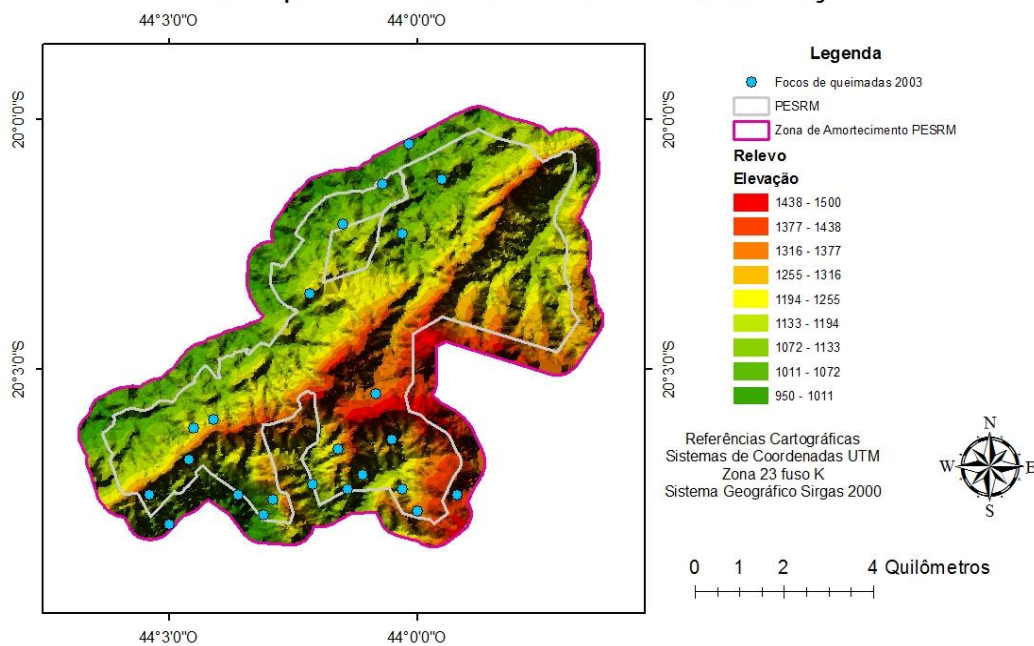 44°3'0"O
44°0'0"O
20°0'0"S
20°0'0"S
20°3'0"S
20°3'0"S
44°3'0"O
44°0'0"O
Legenda
Focos de queimadas 2003
PESRM
Zona de Amortecimento PESRM
Relevo
Elevação
1438 - 1500
1377 - 1438
1316 - 1377
1255 - 1316
1194 - 1255
1133 - 1194
1072 - 1133
1011 - 1072
950 - 1011
Referências Cartográficas
Sistemas de Coordenadas UTM
Zona 23 fuso K
Sistema Geográfico Sirgas 2000
N
W
E
S
0 1 2 4 Quilômetros